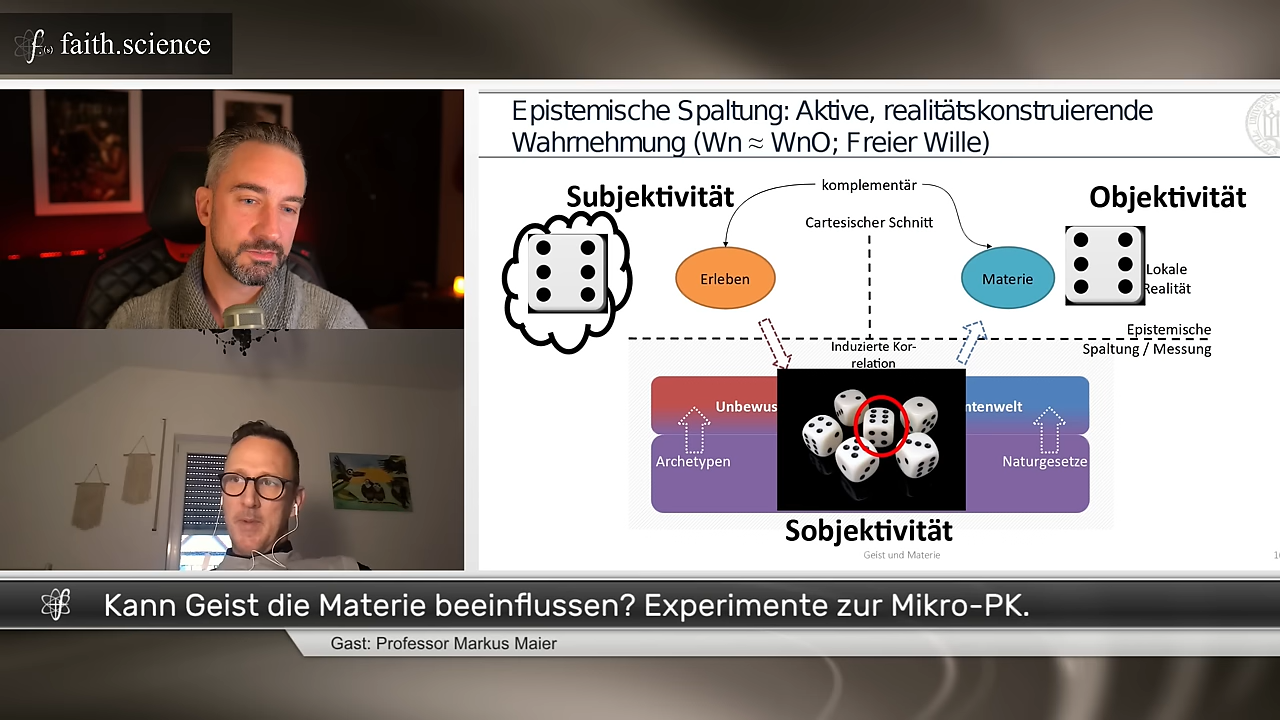 faith.science
Epistemische Spaltung: Aktive, realitätskonstruierende
Wahrnehmung (Wn ≈ WnO; Freier Wille)
Subjektivität
komplementär
Objektivität
Cartesischer Schnitt
Erleben
Materie
Lokale
Realität
Epistemische
Spaltung / Messung
Induzierte Kor-
relation
Unbewus
ntenwelt
Archetypen
Naturgesetze
Sobjektivität
Geist und Materie
Kann Geist die Materie beeinflussen? Experimente zur Mikro-PK.
Gast: Professor Markus Maier